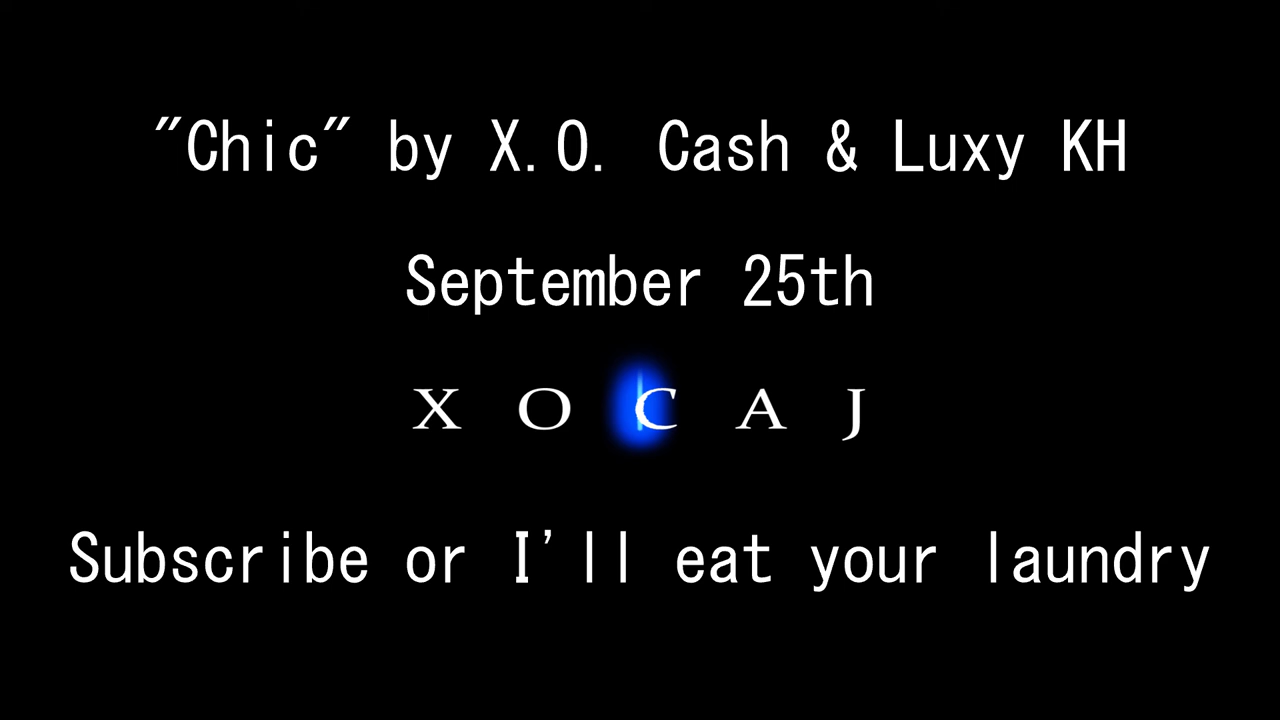 "Chic" by X.O. Cash & Luxy KH
September 25th
X O C A J
Subscribe or I'll eat your laundry